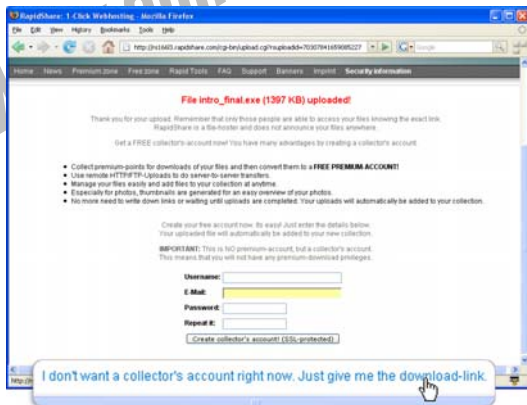 RapidShare: 1-Click Webhosting - Mozilla Firefox
File Edit View History Bookmarks Tools Help
Home News Premium zone Free zone Rapid Tools FAQ Support Banners Imprint Security information
File intro_final.exe (1397 KB) uploaded!
Thank you for your upload. Remember that only those people are able to access your files knowing the exact link.
RapidShare is a file-hoster and does not announce your files anywhere.
Get a FREE collector's account now! You have many advantages by creating a collector's account.
Collect premium-points for downloads of your files and then convert them to a FREE PREMIUM ACCOUNT!
Use remote HTTP/FTP-Uploads to do server-to-server transfers.
Manage your files easily and add files to your collection at anytime.
Especially for photos, thumbnails are generated for an easy overview of your photos.
No more need to write down links or waiting until uploads are completed. Your uploads will automatically be added to your collection.
Create your free account now. Its easy! Just enter the details below.
Your uploaded file will automatically be added to your new collection.
IMPORTANT: This is NO premium-account, but a collector's account.
This means that you will not have any premium-download privileges.
Username:
E-Mail:
Password:
Repeat it:
Create collector's account! (SSL-protected)
I don't want a collector's account right now. Just give me the download-link.